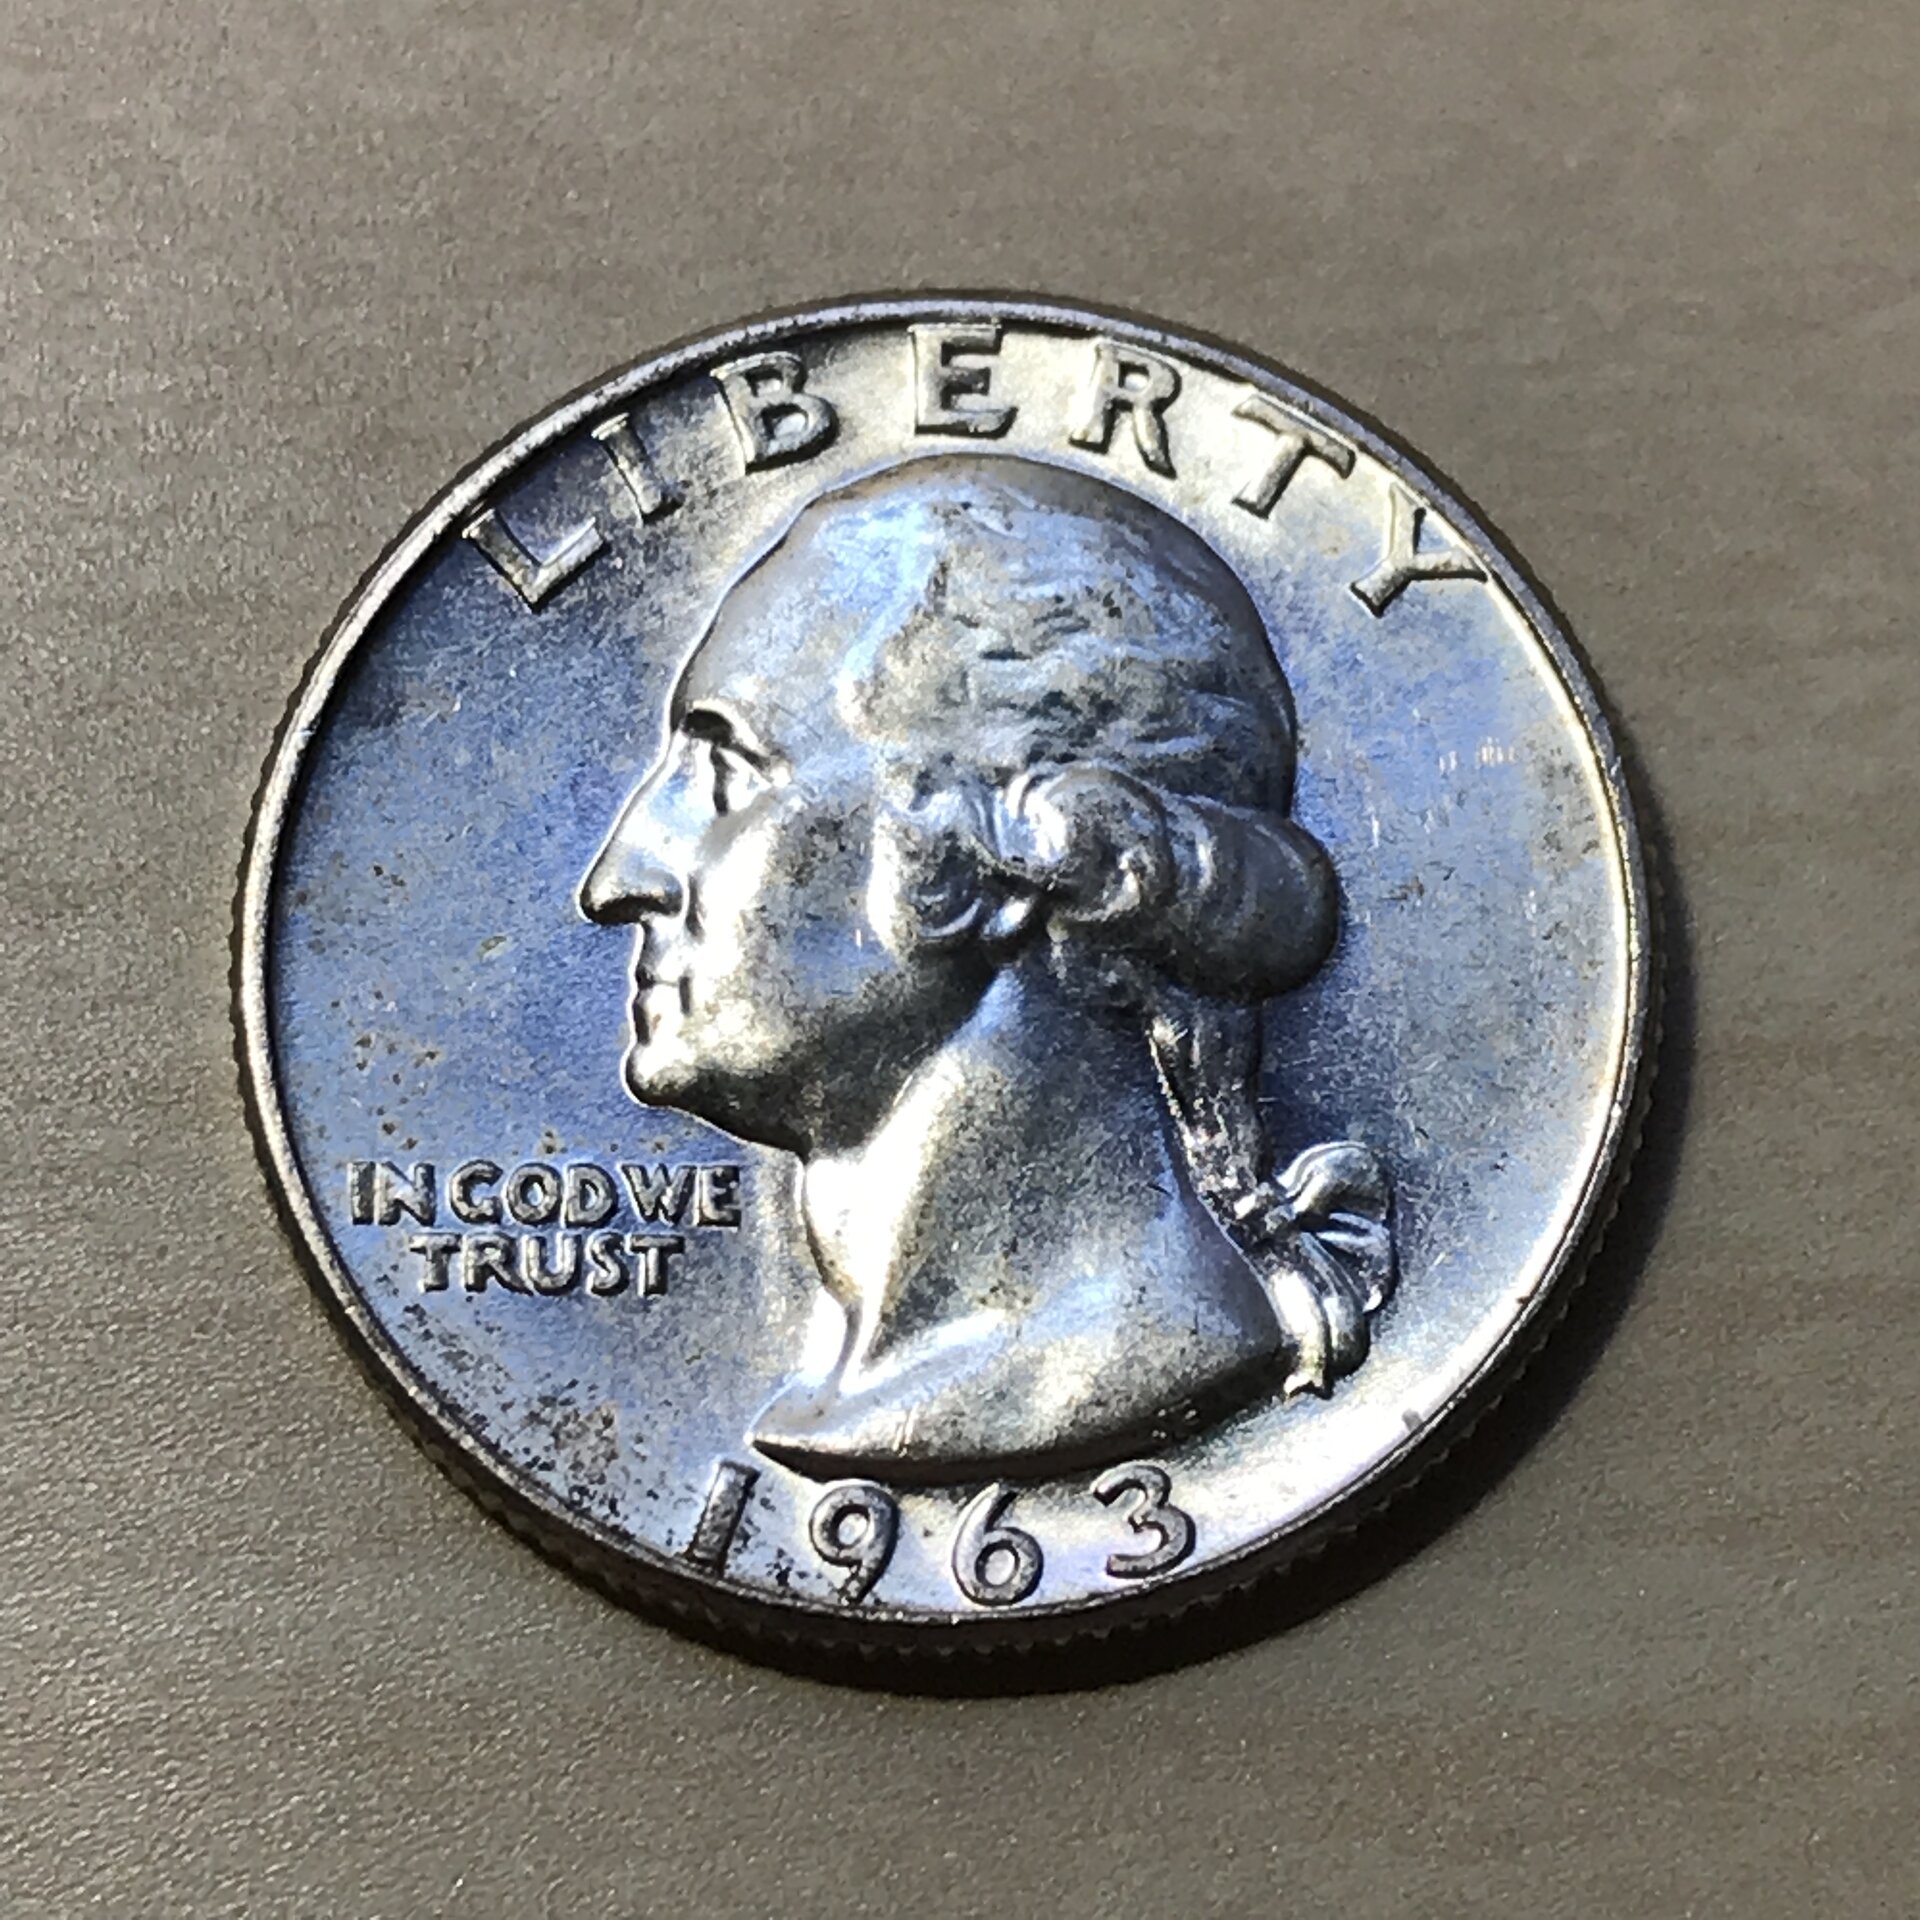 LIBERTY
IN GOD WE
TRUST
1963